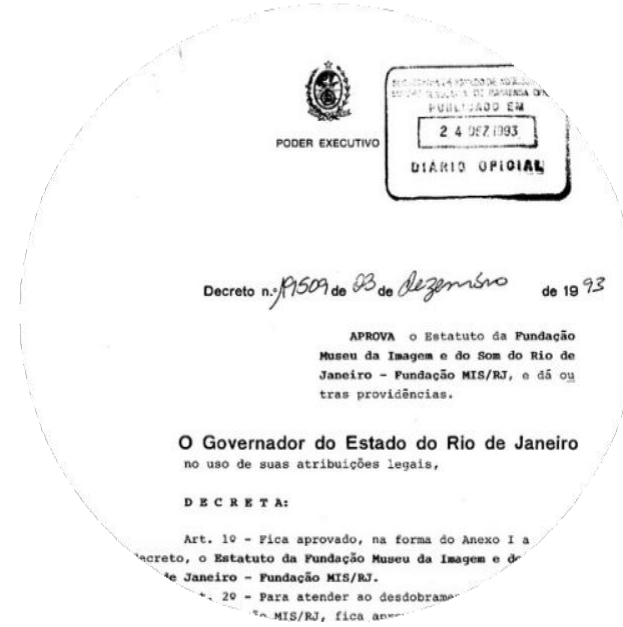 PUBLICADO EM
24 DEZ 1993
DIÁRIO OFICIAL
PODER EXECUTIVO
Decreto n.º 19509 de 23 de dezembro de 1993
APROVA o Estatuto da Fundação
Museu da Imagem e do Som do Rio de
Janeiro - Fundação MIS/RJ, e dá ou
tras providências.
O Governador do Estado do Rio de Janeiro
no uso de suas atribuições legais,
D E C R E T A:
Art. 1º - Fica aprovado, na forma do Anexo I a
ecreto, o Estatuto da Fundação Museu da Imagem e do
e Janeiro - Fundação MIS/RJ.
t. 2º - Para atender ao desdobrame
MIS/RJ, fica